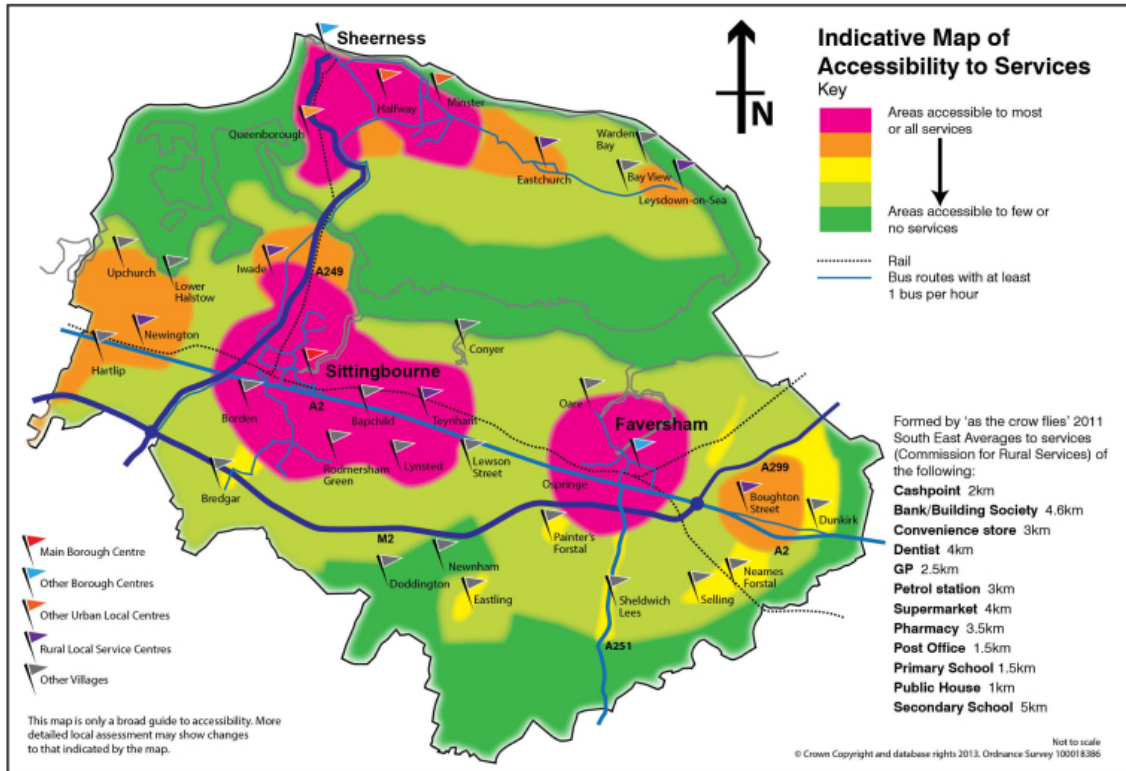 Sheerness
Halfway
Minster
Queenborough
Eastchurch
Warden
Bay
Bay View
Leysdown-on-Sea
Upchurch
Lower
Halstow
Iwade
A249
Newington
Hartlip
Conyer
Sittingbourne
A2
Borden
Bapchild
Teynham
Rodmersham
Green
Lynsted
Lewson
Street
Bredgar
Oare
Faversham
Ospringe
A299
Boughton
Street
Dunkirk
A2
M2
Painter's
Forstal
Newnham
Doddington
Eastling
Sheldwich
Lees
Selling
Neames
Forstal
A251
N
Indicative Map of
Accessibility to Services
Key
Areas accessible to most
or all services
Areas accessible to few or
no services
Rail
Bus routes with at least
1 bus per hour
Formed by 'as the crow flies' 2011
South East Averages to services
(Commission for Rural Services) of
the following:
Cashpoint 2km
Bank/Building Society 4.6km
Convenience store 3km
Dentist 4km
GP 2.5km
Petrol station 3km
Supermarket 4km
Pharmacy 3.5km
Post Office 1.5km
Primary School 1.5km
Public House 1km
Secondary School 5km
Main Borough Centre
Other Borough Centres
Other Urban Local Centres
Rural Local Service Centres
Other Villages
This map is only a broad guide to accessibility. More
detailed local assessment may show changes
to that indicated by the map.
Not to scale
© Crown Copyright and database rights 2013. Ordnance Survey 100018386